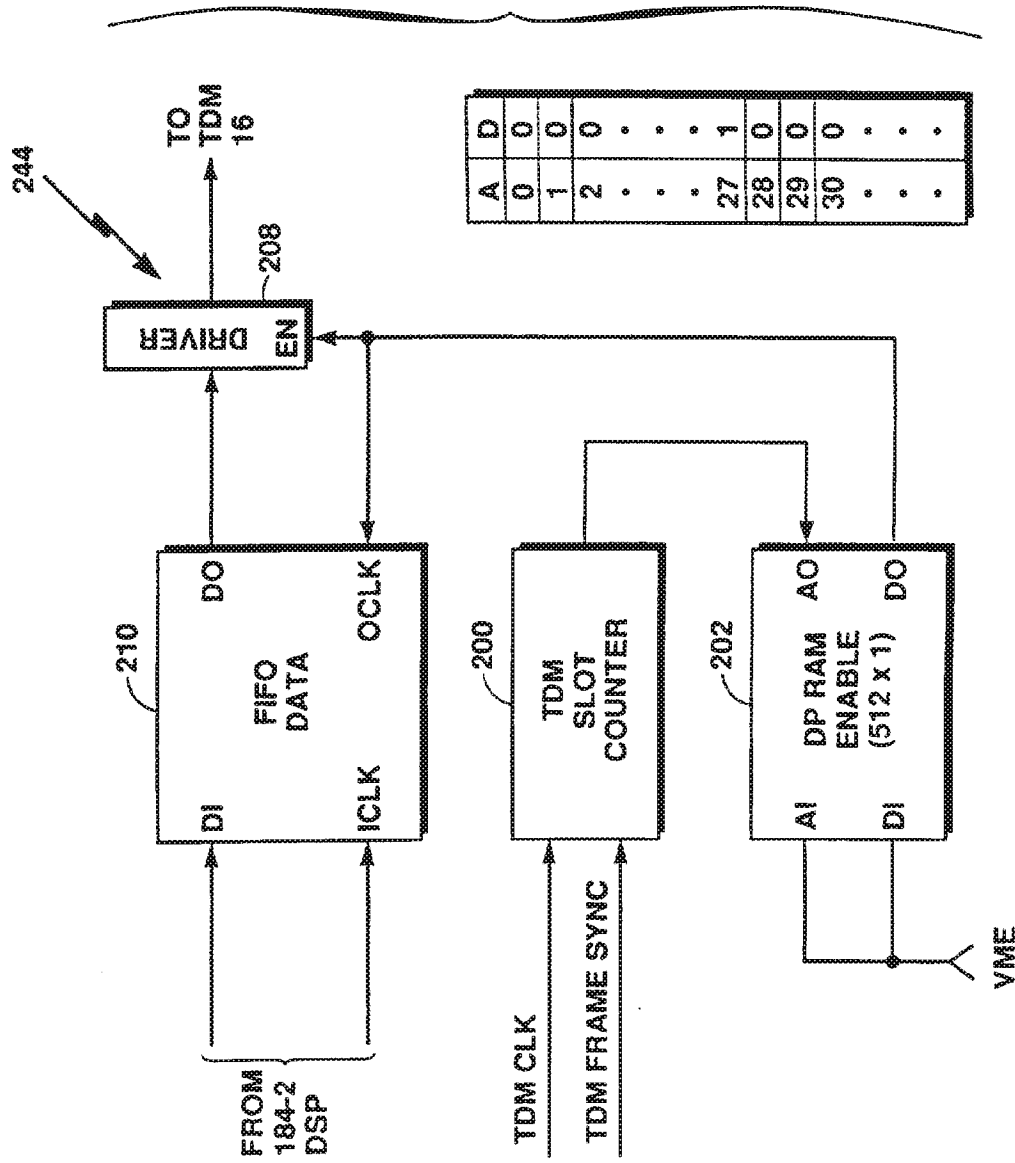 244
TO
TDM
16
DRIVER
EN
208
210
DI
DO
FIFO
DATA
ICLK
OCLK
FROM
184-2
DSP
200
TDM
SLOT
COUNTER
TDM CLK
TDM FRAME SYNC
202
AI
AO
DP RAM
ENABLE
(512 x 1)
DI
DO
VME
A D
0 0
1 0
2 0
. .
. .
. .
27 1
28 0
29 0
30 0
. .
. .
. .